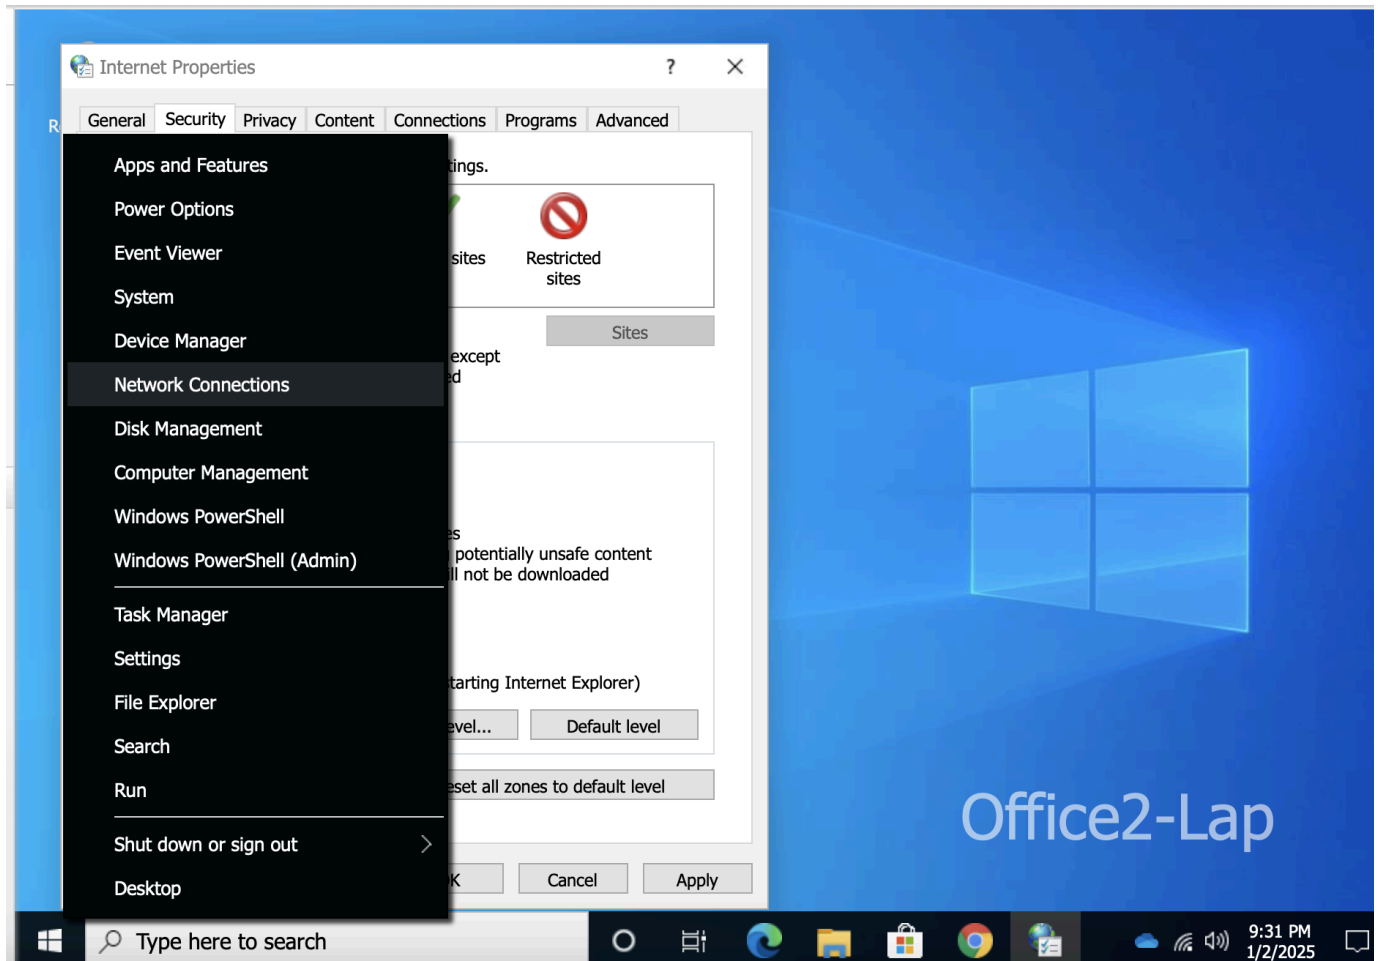 Internet Properties
?
General Security Privacy Content Connections Programs Advanced
R
tings.
sites
Restricted
sites
Sites
except
ed
es
potentially unsafe content
ill not be downloaded
starting Internet Explorer)
evel...
Default level
eset all zones to default level
K
Cancel
Apply
Apps and Features
Power Options
Event Viewer
System
Device Manager
Network Connections
Disk Management
Computer Management
Windows PowerShell
Windows PowerShell (Admin)
Task Manager
Settings
File Explorer
Search
Run
Shut down or sign out
Desktop
Office2-Lap
Type here to search
9:31 PM
1/2/2025